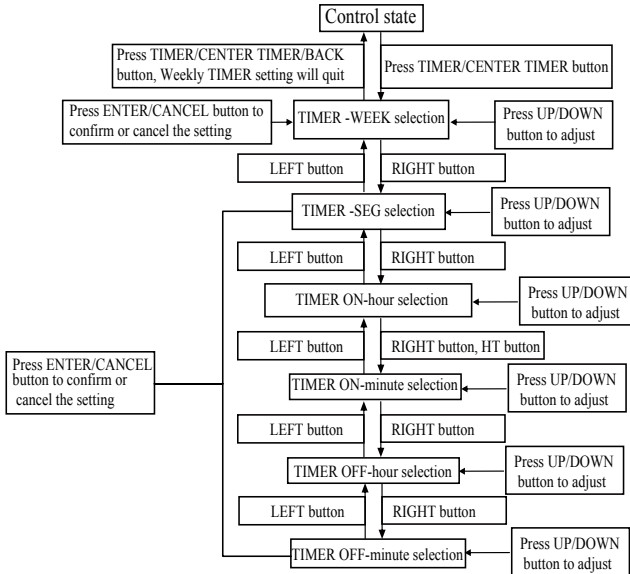 Control state
Press TIMER/CENTER TIMER/BACK
button, Weekly TIMER setting will quit
Press TIMER/CENTER TIMER button
Press ENTER/CANCEL button to
confirm or cancel the setting
TIMER -WEEK selection
Press UP/DOWN
button to adjust
LEFT button
RIGHT button
TIMER -SEG selection
Press UP/DOWN
button to adjust
LEFT button
RIGHT button
TIMER ON-hour selection
Press UP/DOWN
button to adjust
LEFT button
RIGHT button, HT button
Press ENTER/CANCEL
button to confirm or
cancel the setting
TIMER ON-minute selection
Press UP/DOWN
button to adjust
LEFT button
RIGHT button
TIMER OFF-hour selection
Press UP/DOWN
button to adjust
LEFT button
RIGHT button
TIMER OFF-minute selection
Press UP/DOWN
button to adjust